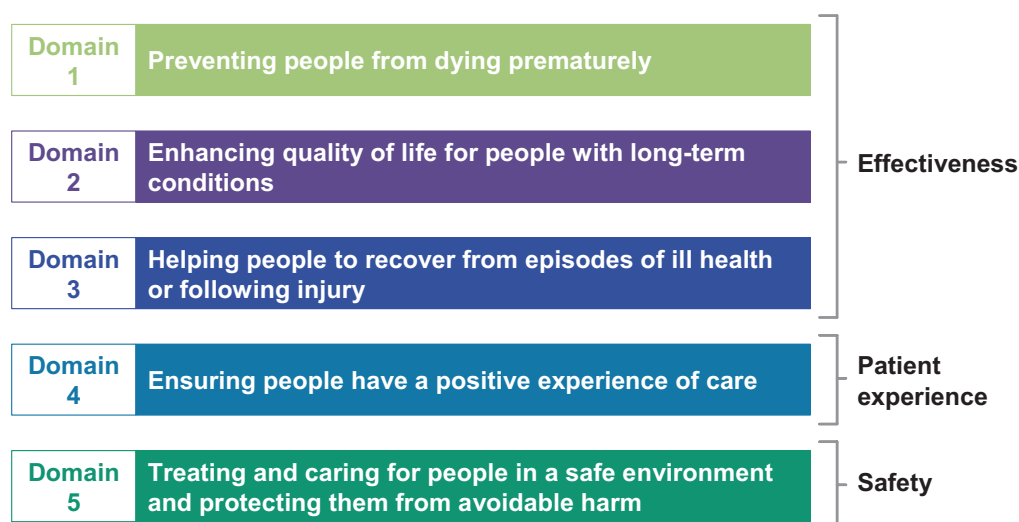 Domain
1
Preventing people from dying prematurely
Domain
2
Enhancing quality of life for people with long-term
conditions
Effectiveness
Domain
3
Helping people to recover from episodes of ill health
or following injury
Domain
4
Ensuring people have a positive experience of care
Patient
experience
Domain
5
Treating and caring for people in a safe environment
and protecting them from avoidable harm
Safety